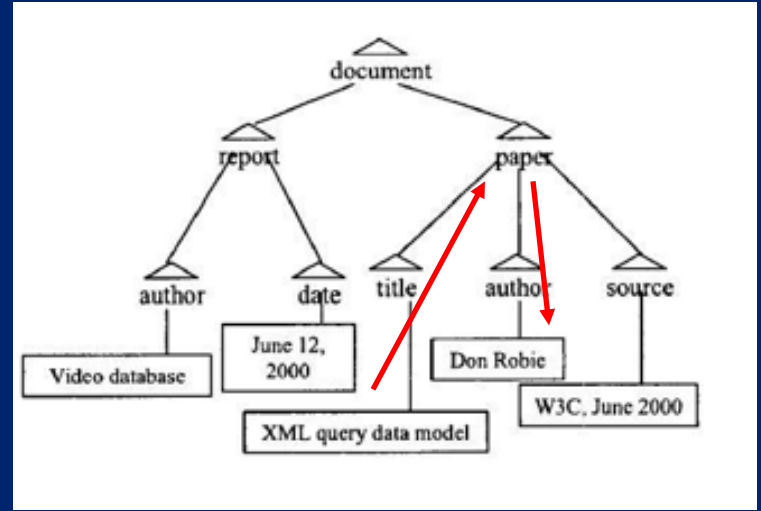 document
report
paper
author
date
title
author
source
Video database
June 12,
2000
Don Robie
W3C, June 2000
XML query data model